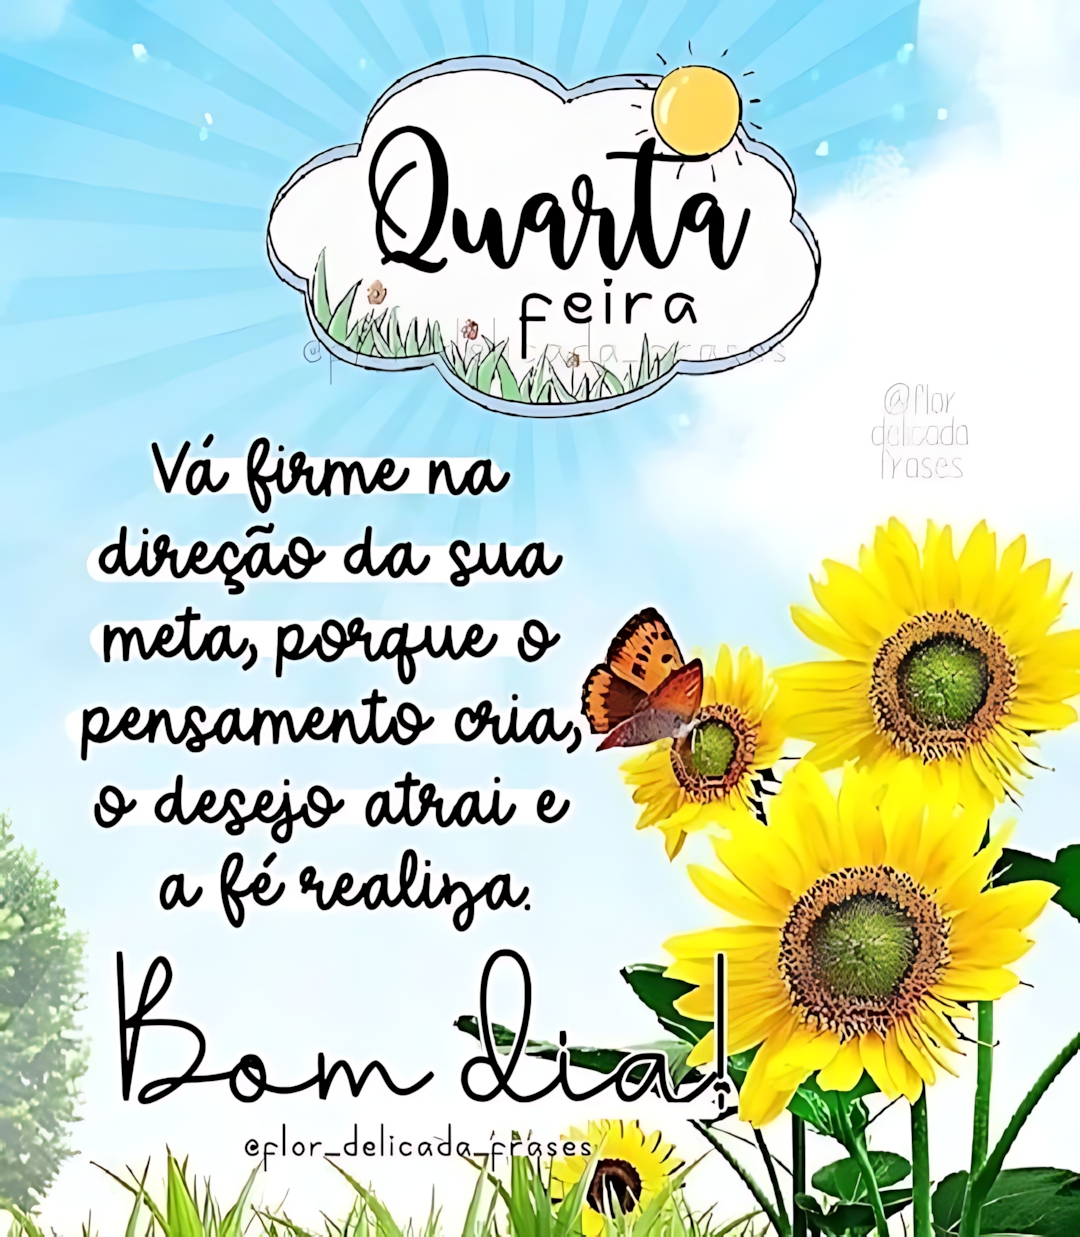 Quarta
feira
@flor
delicada
frases
Vá firme na
direção da sua
meta, porque o
pensamento cria,
o desejo atrai e
a fé realiza.
Bom dia!
@flor_delicada_frases